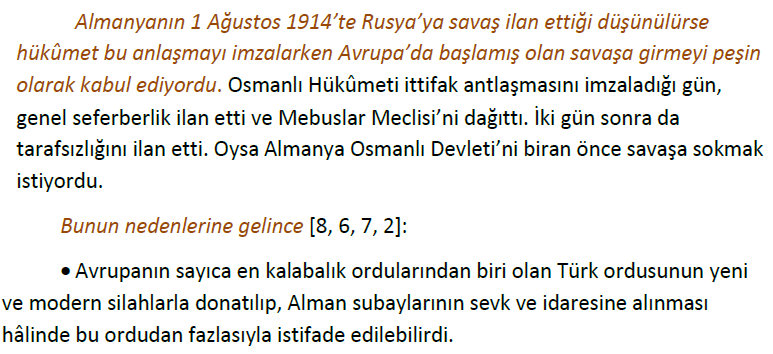 Almanyanın 1 Ağustos 1914’te Rusya’ya savaş ilan ettiği düşünülürse
hükûmet bu anlaşmayı imzalarken Avrupa’da başlamış olan savaşa girmeyi peşin
olarak kabul ediyordu. Osmanlı Hükûmeti ittifak antlaşmasını imzaladığı gün,
genel seferberlik ilan etti ve Mebuslar Meclisi’ni dağıttı. İki gün sonra da
tarafsızlığını ilan etti. Oysa Almanya Osmanlı Devleti’ni biran önce savaşa sokmak
istiyordu.
Bunun nedenlerine gelince [8, 6, 7, 2]:
• Avrupanın sayıca en kalabalık ordularından biri olan Türk ordusunun yeni
ve modern silahlarla donatılıp, Alman subaylarının sevk ve idaresine alınması
hâlinde bu ordudan fazlasıyla istifade edilebilirdi.